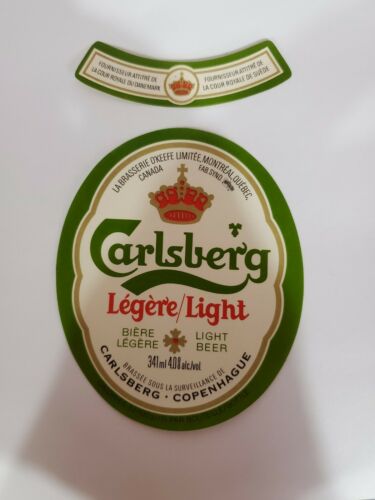 FOURNISSEUR ATTITRÉ DE
LA COUR ROYALE DU DANEMARK
FOURNISSEUR ATTITRÉ DE
LA COUR ROYALE DE SUÈDE
LA BRASSERIE O'KEEFE LIMITÉE, MONTRÉAL, QUÉBEC,
CANADA
FAB. SYND.
Carlsberg
Légère/Light
BIÈRE
LÉGÈRE
LIGHT
BEER
341 ml 4.0% alc/vol.
BRASSÉE SOUS LA SURVEILLANCE DE
CARLSBERG · COPENHAGUE